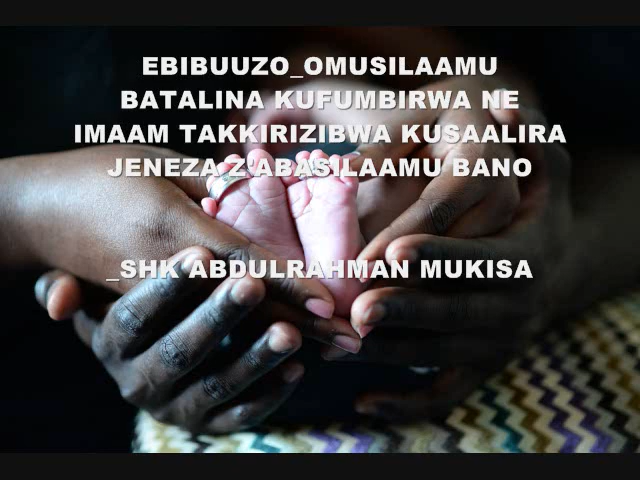 EBIBUUZO_OMUSILAAMU
BATALINA KUFUMBIRWA NE
IMAAM TAKKIRIZIBWA KUSAALIRA
JENEZA Z'ABASILAAMU BANO
_SHK ABDULRAHMAN MUKISA